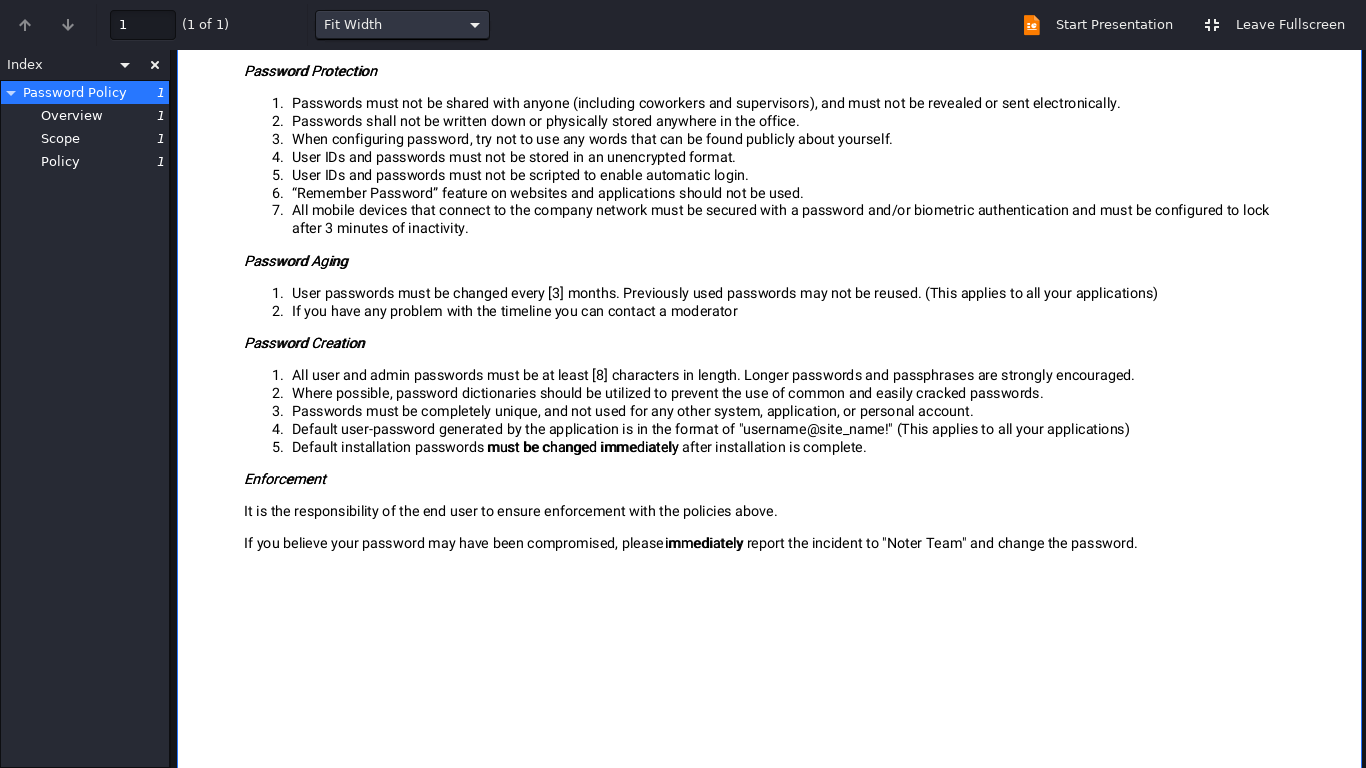 1 (1 of 1) Fit Width Start Presentation Leave Fullscreen
Index
Password Policy 1
Overview 1
Scope 1
Policy 1
Password Protection
1. Passwords must not be shared with anyone (including coworkers and supervisors), and must not be revealed or sent electronically.
2. Passwords shall not be written down or physically stored anywhere in the office.
3. When configuring password, try not to use any words that can be found publicly about yourself.
4. User IDs and passwords must not be stored in an unencrypted format.
5. User IDs and passwords must not be scripted to enable automatic login.
6. “Remember Password” feature on websites and applications should not be used.
7. All mobile devices that connect to the company network must be secured with a password and/or biometric authentication and must be configured to lock
after 3 minutes of inactivity.
Password Aging
1. User passwords must be changed every [3] months. Previously used passwords may not be reused. (This applies to all your applications)
2. If you have any problem with the timeline you can contact a moderator
Password Creation
1. All user and admin passwords must be at least [8] characters in length. Longer passwords and passphrases are strongly encouraged.
2. Where possible, password dictionaries should be utilized to prevent the use of common and easily cracked passwords.
3. Passwords must be completely unique, and not used for any other system, application, or personal account.
4. Default user-password generated by the application is in the format of "username@site_name!" (This applies to all your applications)
5. Default installation passwords must be changed immediately after installation is complete.
Enforcement
It is the responsibility of the end user to ensure enforcement with the policies above.
If you believe your password may have been compromised, please immediately report the incident to "Noter Team" and change the password.